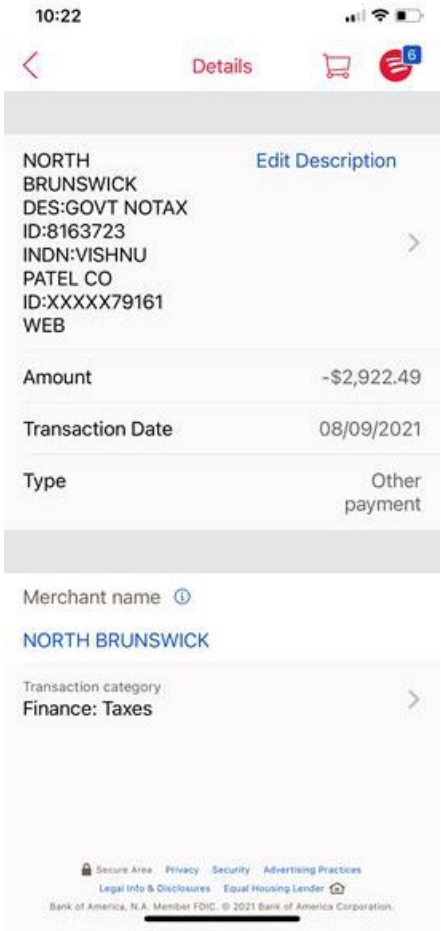 10:22
Details
6
NORTH
BRUNSWICK
DES:GOVT NOTAX
ID:8163723
INDN:VISHNU
PATEL CO
ID:XXXXX79161
WEB
Edit Description
Amount
-$2,922.49
Transaction Date
08/09/2021
Type
Other
payment
Merchant name
NORTH BRUNSWICK
Transaction category
Finance: Taxes
Secure Area Privacy Security Advertising Practices
Legal Info & Disclosures Equal Housing Lender
Bank of America, N.A. Member FDIC. © 2021 Bank of America Corporation.